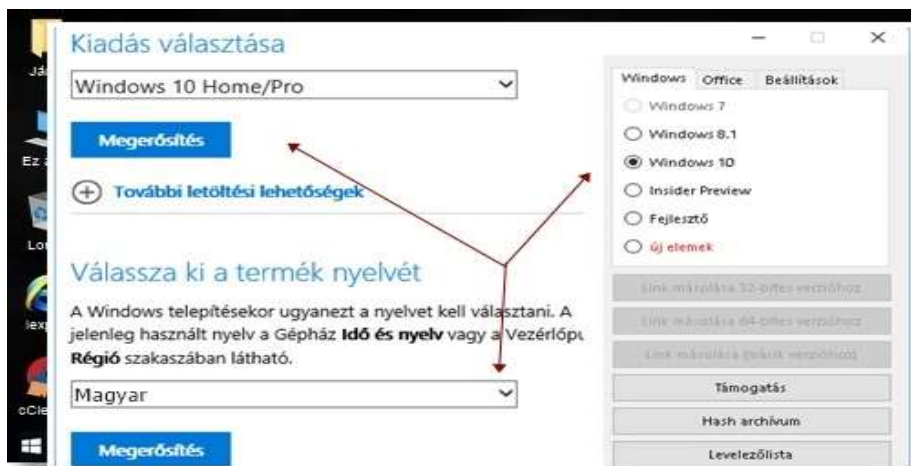 Kiadás választása
Windows 10 Home/Pro
Megerősítés
További letöltési lehetőségek
Válassza ki a termék nyelvét
A Windows telepítésekor ugyanezt a nyelvet kell választani. A
jelenleg használt nyelv a Gépház Idő és nyelv vagy a Vezérlőpu
Régió szakaszában látható.
Magyar
Megerősítés
Windows Office Beállítások
Windows 7
Windows 8.1
Windows 10
Insider Preview
Fejlesztő
új elemek
Link másolása 32-bites verzióhoz
Link másolása 64-bites verzióhoz
Link másolása
Támogatás
Hash archívum
Levelezőlista